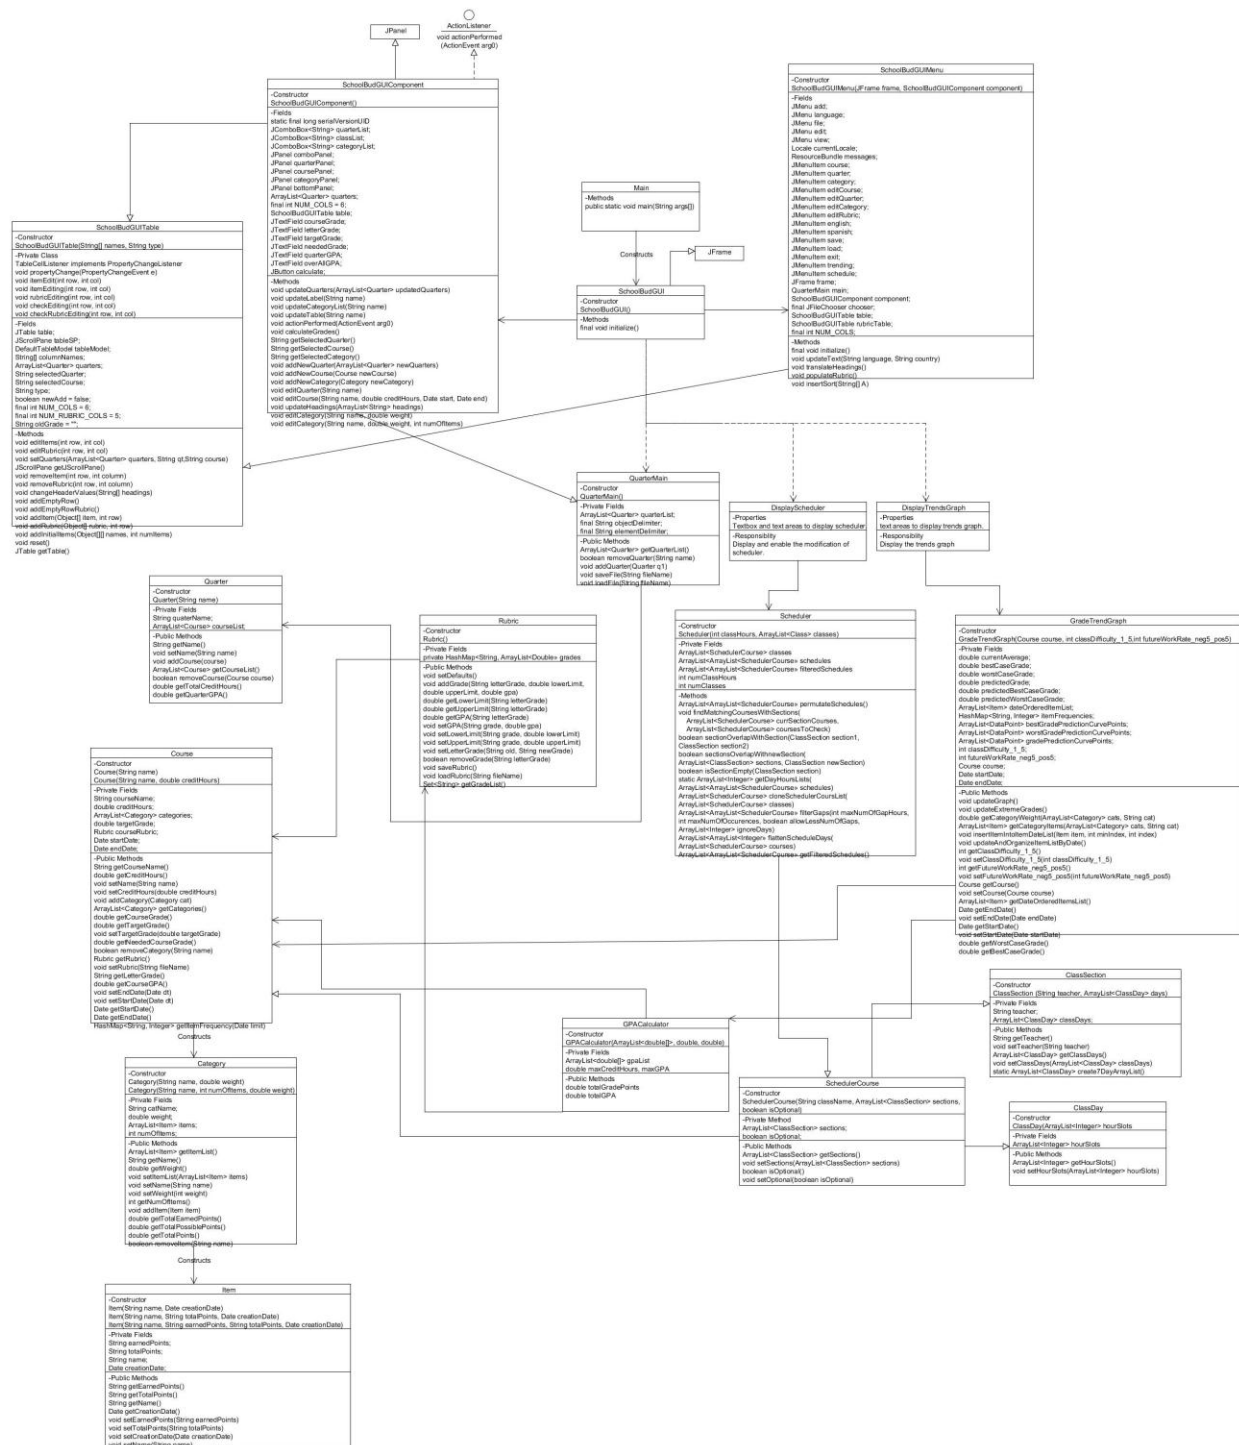 JPanel
ActionListener
void actionPerformed
(ActionEvent arg0)
SchoolBudGUIComponent
-Constructor
SchoolBudGUIComponent()
-Fields
static final long serialVersionUID
JComboBox<String> quarterList;
JComboBox<String> classList;
JComboBox<String> categoryList;
JPanel comboPanel;
JPanel quarterPanel;
JPanel coursePanel;
JPanel categoryPanel;
JPanel bottomPanel;
ArrayList<Quarter> quarters;
final int NUM_COLS = 6;
SchoolBudGUITable table;
JTextField courseGrade;
JTextField letterGrade;
JTextField targetGrade;
JTextField neededGrade;
JTextField quarterGPA;
JTextField overAllGPA;
JButton calculate;
-Methods
void updateQuarters(ArrayList<Quarter> updatedQuarters)
void updateLabel(String name)
void updateCategoryList(String name)
void updateTable(String name)
void actionPerformed(ActionEvent arg0)
void calculateGrades()
String getSelectedQuarter()
String getSelectedCourse()
String getSelectedCategory()
void addNewQuarter(ArrayList<Quarter> newQuarters)
void addNewCourse(Course newCourse)
void addNewCategory(Category newCategory)
void editQuarter(String name)
void editCourse(String name, double creditHours, Date start, Date end)
void updateHeadings(ArrayList<String> headings)
void editCategory(String name, double weight)
void editCategory(String name, double weight, int numOfItems)
SchoolBudGUIMenu
-Constructor
SchoolBudGUIMenu(JFrame frame, SchoolBudGUIComponent component)
-Fields
JMenu add;
JMenu language;
JMenu file;
JMenu edit;
JMenu view;
Locale currentLocale;
ResourceBundle messages;
JMenuItem course;
JMenuItem quarter;
JMenuItem category;
JMenuItem editCourse;
JMenuItem editQuarter;
JMenuItem editCategory;
JMenuItem editRubric;
JMenuItem english;
JMenuItem spanish;
JMenuItem save;
JMenuItem load;
JMenuItem exit;
JMenuItem trending;
JMenuItem schedule;
JFrame frame;
QuarterMain main;
SchoolBudGUIComponent component;
final JFileChooser chooser;
SchoolBudGUITable table;
SchoolBudGUITable rubricTable;
final int NUM_COLS;
-Methods
final void initialize()
void updateText(String language, String country)
void translateHeadings()
void populateRubric()
void insertSort(String[] A)
Main
-Methods
public static void main(String args[])
Constructs
JFrame
SchoolBudGUI
-Constructor
SchoolBudGUI()
-Methods
final void initialize()
SchoolBudGUITable
-Constructor
SchoolBudGUITable(String[] names, String type)
-Private Class
TableCellListener implements PropertyChangeListener
void propertyChange(PropertyChangeEvent e)
void itemEdit(int row, int col)
void itemEditing(int row, int col)
void rubricEditing(int row, int col)
void checkEditing(int row, int col)
void checkRubricEditing(int row, int col)
-Fields
JTable table;
JScrollPane tableSP;
DefaultTableModel tableModel;
String[] columnNames;
ArrayList<Quarter> quarters;
String selectedQuarter;
String selectedCourse;
String type;
boolean newAdd = false;
final int NUM_COLS = 6;
final int NUM_RUBRIC_COLS = 5;
String oldGrade = "";
-Methods
void editItems(int row, int col)
void editRubric(int row, int col)
void setQuarters(ArrayList<Quarter> quarters, String qt,String course)
JScrollPane getJScrollPane()
void removeItem(int row, int column)
void removeRubric(int row, int column)
void changeHeaderValues(String[] headings)
void addEmptyRow()
void addEmptyRowRubric()
void addItem(Object[] item, int row)
void addRubric(Object[] rubric, int row)
void addInitialItems(Object[][] names, int numItems)
void reset()
JTable getTable()
QuarterMain
-Constructor
QuarterMain()
-Private Fields
ArrayList<Quarter> quarterList;
final String objectDelimiter;
final String elementDelimiter;
-Public Methods
ArrayList<Quarter> getQuarterList()
boolean removeQuarter(String name)
void addQuarter(Quarter q1)
void saveFile(String fileName)
void loadFile(String fileName)
DisplayScheduler
-Properties
Textbox and text areas to display scheduler
-Responsiblity
Display and enable the modification of
scheduler.
DisplayTrendsGraph
-Properties
text areas to display trends graph.
-Responsiblity
Display the trends graph
Quarter
-Constructor
Quarter(String name)
-Private Fields
String quaterName;
ArrayList<Course> courseList;
-Public Methods
String getName()
void setName(String name)
void addCourse(course)
ArrayList<Course> getCourseList()
boolean removeCourse(Course course)
double getTotalCreditHours()
double getQuarterGPA()
Rubric
-Constructor
Rubric()
-Private Fields
private HashMap<String, ArrayList<Double» grades
-Public Methods
void setDefaults()
void addGrade(String letterGrade, double lowerLimit,
double upperLimit, double gpa)
double getLowerLimit(String letterGrade)
double getUpperLimit(String letterGrade)
double getGPA(String letterGrade)
void setGPA(String grade, double gpa)
void setLowerLimit(String grade, double lowerLimit)
void setUpperLimit(String grade, double upperLimit)
void setLetterGrade(String old, String newGrade)
boolean removeGrade(String letterGrade)
void saveRubric()
void loadRubric(String fileName)
Set<String> getGradeList()
Scheduler
-Constructor
Scheduler(int classHours, ArrayList<Class> classes)
-Private Fields
ArrayList<SchedulerCourse> classes
ArrayList<ArrayList<SchedulerCourse» schedules
ArrayList<ArrayList<SchedulerCourse» filteredSchedules
int numClassHours
int numClasses
-Methods
ArrayList<ArrayList<SchedulerCourse» permutateSchedules()
void findMatchingCoursesWithSections(
ArrayList<SchedulerCourse> currSectionCourses,
ArrayList<SchedulerCourse> coursesToCheck)
boolean sectionOverlapWithSection(ClassSection section1,
ClassSection section2)
boolean sectionsOverlapWithnewSection(
ArrayList<ClassSection> sections, ClassSection newSection)
boolean isSectionEmpty(ClassSection section)
static ArrayList<Integer> getDayHoursLists(
ArrayList<ArrayList<SchedulerCourse» schedules)
ArrayList<SchedulerCourse> cloneSchedulerCoursList(
ArrayList<SchedulerCourse> classes)
ArrayList<ArrayList<SchedulerCourse» filterGaps(int maxNumOfGapHours,
int maxNumOfOccurences, boolean allowLessNumOfGaps,
ArrayList<Integer> ignoreDays)
ArrayList<ArrayList<Integer» flattenScheduleDays(
ArrayList<SchedulerCourse> courses)
ArrayList<ArrayList<SchedulerCourse» getFilteredSchedules()
GradeTrendGraph
-Constructor
GradeTrendGraph(Course course, int classDifficulty_1_5,int futureWorkRate_neg5_pos5)
-Private Fields
double currentAverage;
double bestCaseGrade;
double worstCaseGrade;
double predictedGrade;
double predictedBestCaseGrade;
double predictedWorstCaseGrade;
ArrayList<Item> dateOrderedItemList;
HashMap<String, Integer> itemFrequencies;
ArrayList<DataPoint> bestGradePredictionCurvePoints;
ArrayList<DataPoint> worstGradePredictionCurvePoints;
ArrayList<DataPoint> gradePredictionCurvePoints;
int classDifficulty_1_5;
int futureWorkRate_neg5_pos5;
Course course;
Date startDate;
Date endDate;
-Public Methods
void updateGraph()
void updateExtremeGrades()
double getCategoryWeight(ArrayList<Category> cats, String cat)
ArrayList<Item> getCategoryItems(ArrayList<Category> cats, String cat)
void insertItemIntoItemDateList(Item item, int minIndex, int index)
void updateAndOrganizeItemListByDate()
int getClassDifficulty_1_5()
void setClassDifficulty_1_5(int classDifficulty_1_5)
int getFutureWorkRate_neg5_pos5()
void setFutureWorkRate_neg5_pos5(int futureWorkRate_neg5_pos5)
Course getCourse()
void setCourse(Course course)
ArrayList<Item> getDateOrderedItemsList()
Date getEndDate()
void setEndDate(Date endDate)
Date getStartDate()
void setStartDate(Date startDate)
double getWorstCaseGrade()
double getBestCaseGrade()
Course
-Constructor
Course(String name)
Course(String name, double creditHours)
-Private Fields
String courseName;
double creditHours;
ArrayList<Category> categories;
double targetGrade;
Rubric courseRubric;
Date startDate;
Date endDate;
-Public Methods
String getCourseName()
double getCreditHours()
void setName(String name)
void setCreditHours(double creditHours)
void addCategory(Category cat)
ArrayList<Category> getCategories()
double getCourseGrade()
double getTargetGrade()
void setTargetGrade(double targetGrade)
double getNeededCourseGrade()
boolean removeCategory(String name)
Rubric getRubric()
void setRubric(String fileName)
String getLetterGrade()
double getCourseGPA()
void setEndDate(Date dt)
void setStartDate(Date dt)
Date getStartDate()
Date getEndDate()
HashMap<String, Integer> getItemFrequency(Date limit)
Constructs
ClassSection
-Constructor
ClassSection (String teacher, ArrayList<ClassDay> days)
-Private Fields
String teacher;
ArrayList<ClassDay> classDays;
-Public Methods
String getTeacher()
void setTeacher(String teacher)
ArrayList<ClassDay> getClassDays()
void setClassDays(ArrayList<ClassDay> classDays)
static ArrayList<ClassDay> create7DayArrayList()
GPACalculator
-Constructor
GPACalculator(ArrayList<double[]>, double, double)
-Private Fields
ArrayList<double[]> gpaList
double maxCreditHours, maxGPA
-Public Methods
double totalGradePoints
double totalGPA
Category
-Constructor
Category(String name, double weight)
Category(String name, int numOfItems, double weight)
-Private Fields
String catName;
double weight;
ArrayList<Item> items;
int numOfItems;
-Public Methods
ArrayList<Item> getItemList()
String getName()
double getWeight()
void setItemList(ArrayList<Item> items)
void setName(String name)
void setWeight(int weight)
int getNumOfItems()
void addItem(Item item)
double getTotalEarnedPoints()
double getTotalPossiblePoints()
double getTotalPoints()
boolean removeItem(String name)
Constructs
SchedulerCourse
-Constructor
SchedulerCourse(String className, ArrayList<ClassSection> sections,
boolean isOptional)
-Private Method
ArrayList<ClassSection> sections;
boolean isOptional;
-Public Methods
ArrayList<ClassSection> getSections()
void setSections(ArrayList<ClassSection> sections)
boolean isOptional()
void setOptional(boolean isOptional)
ClassDay
-Constructor
ClassDay(ArrayList<Integer> hourSlots
-Private Fields
ArrayList<Integer> hourSlots
-Public Methods
ArrayList<Integer> getHourSlots()
void setHourSlots(ArrayList<Integer> hourSlots)
Item
-Constructor
Item(String name, Date creationDate)
Item(String name, String totalPoints, Date creationDate)
Item(String name, String earnedPoints, String totalPoints, Date creationDate)
-Private Fields
String earnedPoints;
String totalPoints;
String name;
Date creationDate;
-Public Methods
String getEarnedPoints()
String getTotalPoints()
String getName()
Date getCreationDate()
void setEarnedPoints(String earnedPoints)
void setTotalPoints(String totalPoints)
void setCreationDate(Date creationDate)
void setName(String name)